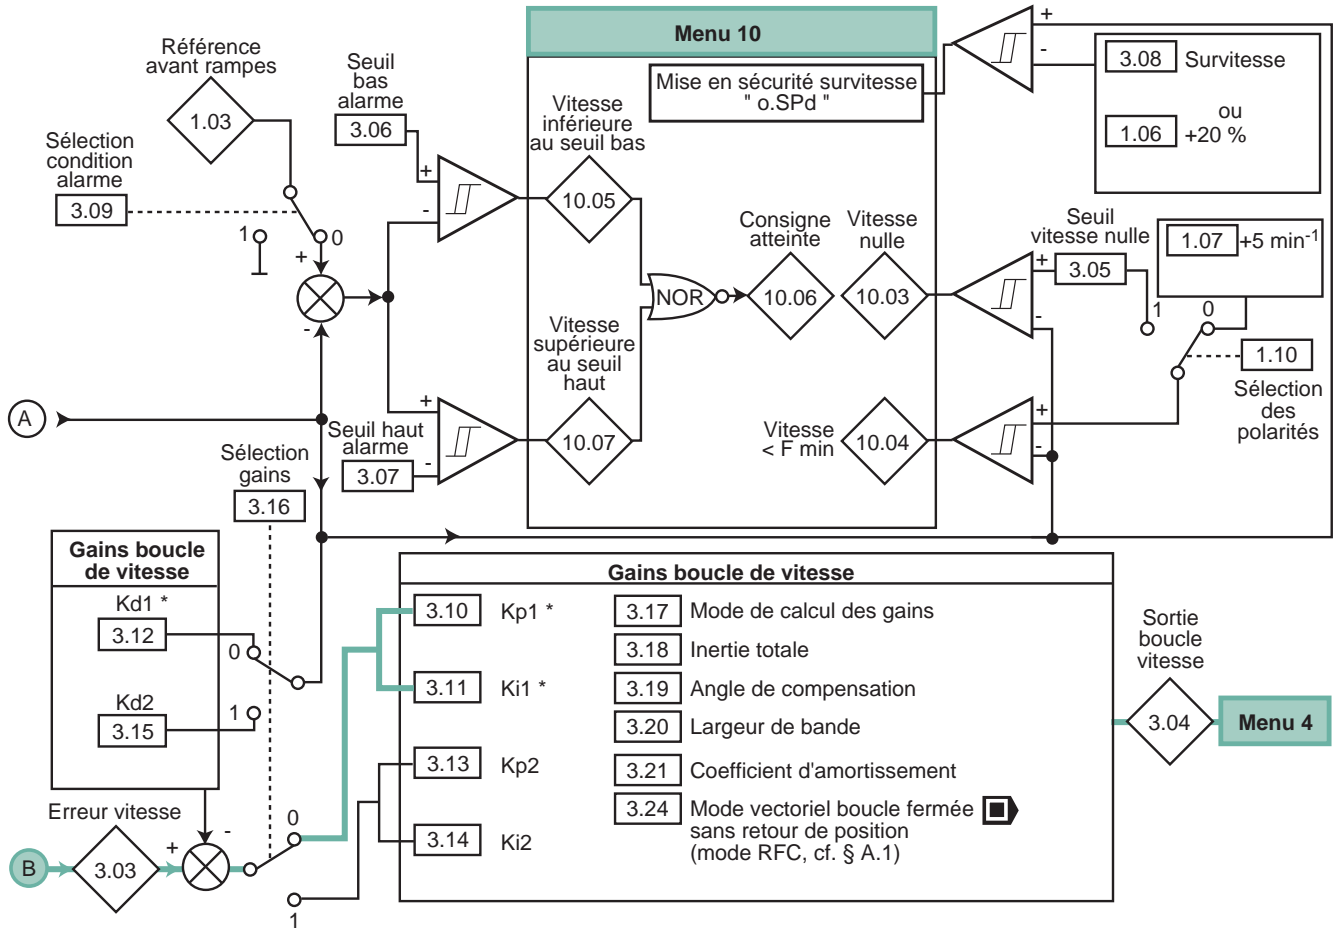 Menu 10
Référence
avant rampes
1.03
Sélection
condition
alarme
3.09
1
0
+
-
Seuil
bas
alarme
3.06
+
-
Vitesse
inférieure
au seuil bas
10.05
Mise en sécurité survitesse
" o.SPd "
+
-
3.08 Survitesse
ou
1.06 +20 %
Consigne
atteinte
10.06
NOR
Vitesse
nulle
10.03
+
-
Seuil
vitesse nulle
3.05
1.07 +5 min-1
1
0
1.10
Sélection
des
polarités
A
Vitesse
supérieure
au seuil
haut
10.07
+
-
Seuil haut
alarme
3.07
Vitesse
< F min
10.04
+
-
Sélection
gains
3.16
Gains boucle
de vitesse
Kd1 *
3.12
0
Kd2
3.15
1
Erreur vitesse
B
3.03
+
-
0
1
Gains boucle de vitesse
3.10 Kp1 *
3.11 Ki1 *
3.13 Kp2
3.14 Ki2
3.17 Mode de calcul des gains
3.18 Inertie totale
3.19 Angle de compensation
3.20 Largeur de bande
3.21 Coefficient d'amortissement
3.24 Mode vectoriel boucle fermée
sans retour de position
(mode RFC, cf. § A.1)
Sortie
boucle
vitesse
3.04
Menu 4